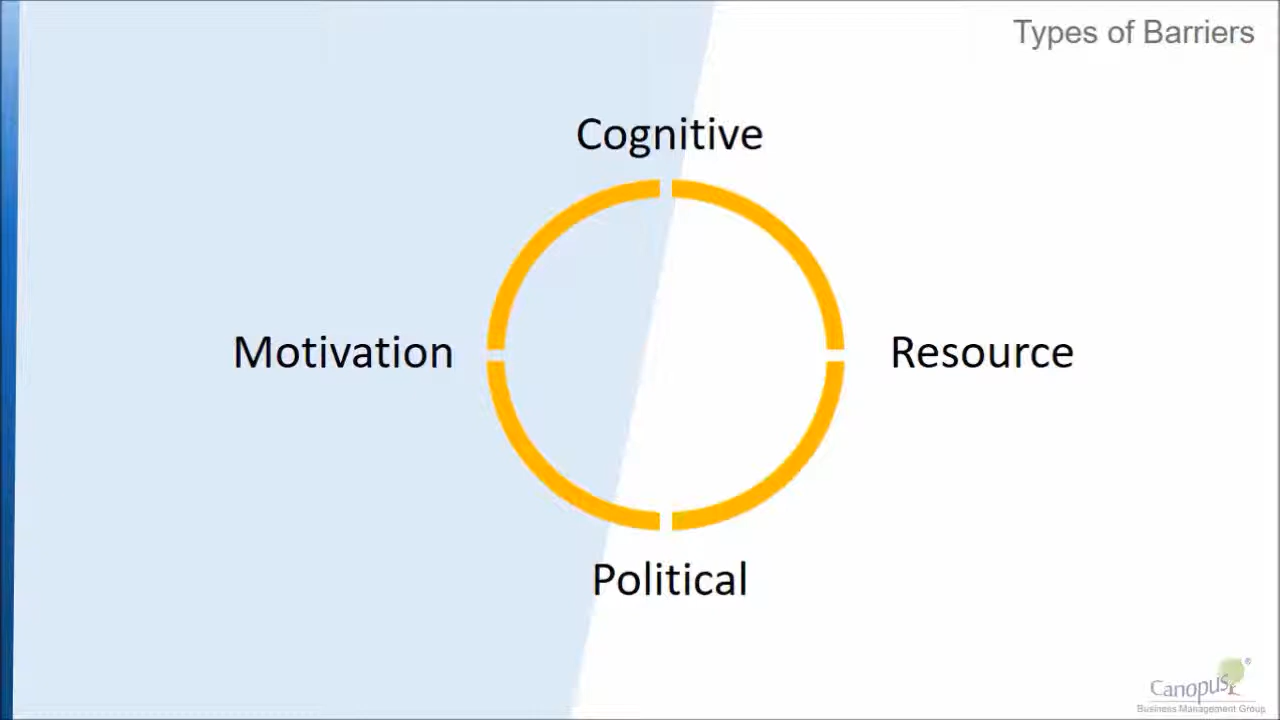 Types of Barriers
Cognitive
Motivation
Resource
Political
Canopus®
Business Management Group